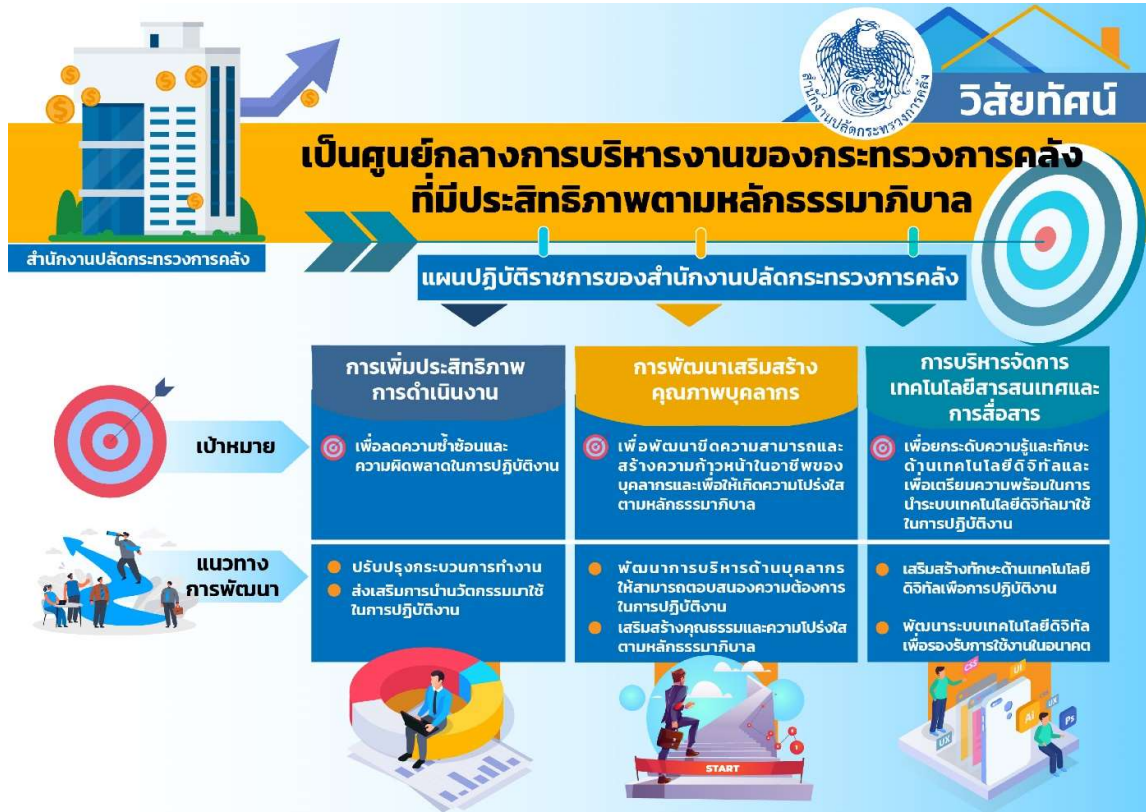 สำนักงานปลัดกระทรวงการคลัง
วิสัยทัศน์
เป็นศูนย์กลางการบริหารงานของกระทรวงการคลัง
ที่มีประสิทธิภาพตามหลักธรรมาภิบาล
สำนักงานปลัดกระทรวงการคลัง
แผนปฏิบัติราชการของสำนักงานปลัดกระทรวงการคลัง
การเพิ่มประสิทธิภาพ
การดำเนินงาน
การพัฒนาเสริมสร้าง
คุณภาพบุคลากร
การบริหารจัดการ
เทคโนโลยีสารสนเทศและ
การสื่อสาร
เป้าหมาย
เพื่อลดความซ้ำซ้อนและ
ความผิดพลาดในการปฏิบัติงาน
เพื่อพัฒนาขีดความสามารถและ
สร้างความก้าวหน้าในอาชีพของ
บุคลากรและเพื่อให้เกิดความโปร่งใส
ตามหลักธรรมาภิบาล
เพื่อยกระดับความรู้และทักษะ
ด้านเทคโนโลยีดิจิทัลและ
เพื่อเตรียมความพร้อมในการ
นำระบบเทคโนโลยีดิจิทัลมาใช้
ในการปฏิบัติงาน
แนวทาง
การพัฒนา
ปรับปรุงกระบวนการทำงาน
ส่งเสริมการนำนวัตกรรมมาใช้
ในการปฏิบัติงาน
พัฒนาการบริหารด้านบุคลากร
ให้สามารถตอบสนองความต้องการ
ในการปฏิบัติงาน
เสริมสร้างคุณธรรมและความโปร่งใส
ตามหลักธรรมาภิบาล
เสริมสร้างทักษะด้านเทคโนโลยี
ดิจิทัลเพื่อการปฏิบัติงาน
พัฒนาระบบเทคโนโลยีดิจิทัล
เพื่อรองรับการใช้งานในอนาคต
START
CSS
UI
Ai
UX
Ps
UX